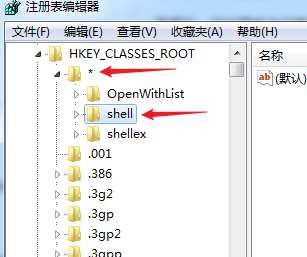 注册表编辑器
文件(F) 编辑(E) 查看(V) 收藏夹(A) 帮助(H)
HKEY_CLASSES_ROOT
名称
*
ab (默认)
OpenWithList
shell
shellex
.001
.386
.3g2
.3gp
.3gp2
.3gpp